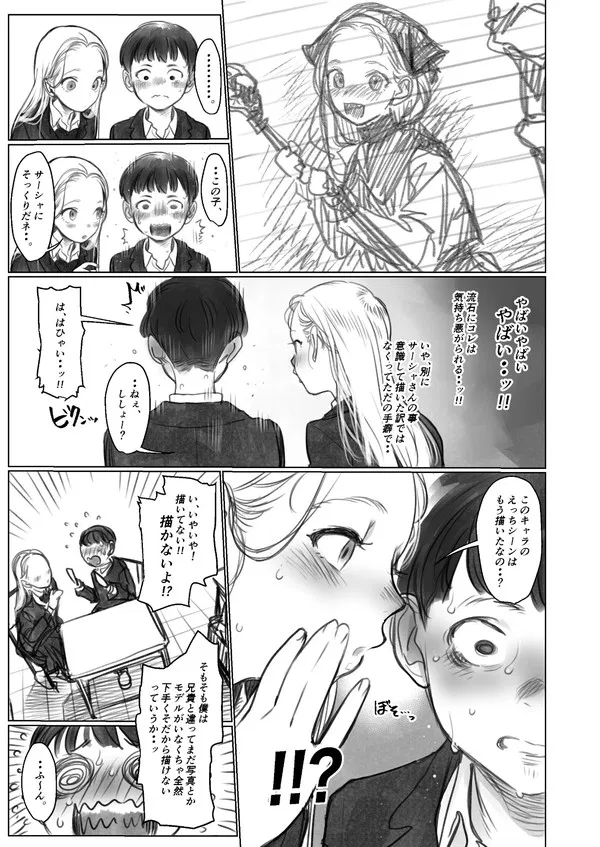 ・・・・・・・・・。
・・この子、
サーシャに
そっくりだネ・・。
やばいやばい
やばい・・ッ!!
流石にコレは
気持ち悪がられる・・ッ!!
いや、別に
サーシャさんの事
意識して描いた訳では
なくってただの手癖で・・
・・ねぇ、
ししょー?
は、はひゃい・・ッ!!
ビクンッ
このキャラの
えっちシーンは
もう描いたなの・・?
ぼそ・・っ
!!?
い、いやいや!
描いてない!!
描かないよ!?
そもそも僕は
兄貴と違ってまだ写真とか
モデルがいなくちゃ全然
下手くそだから描けない
っていうか・・
・・ふ〜ん。